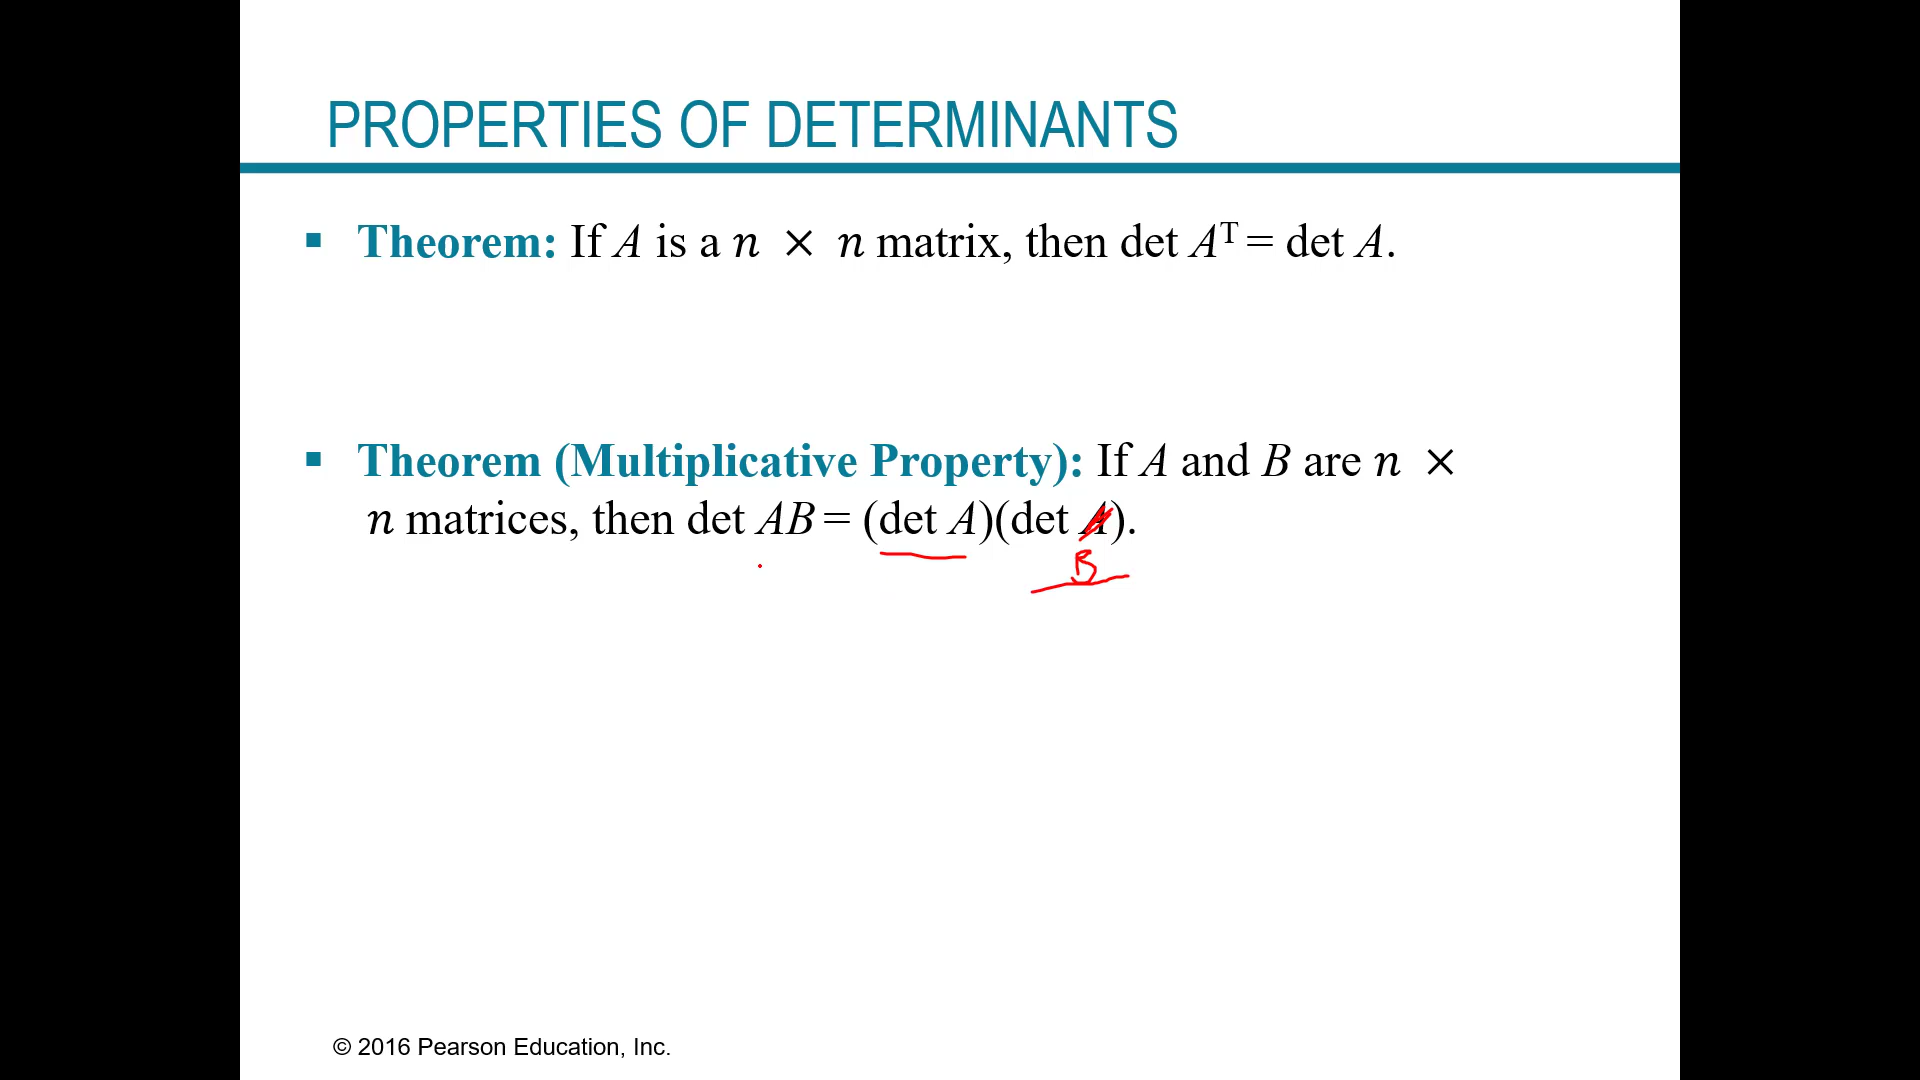 PROPERTIES OF DETERMINANTS
▪ Theorem: If A is a n × n matrix, then det Aᵀ = det A.
▪ Theorem (Multiplicative Property): If A and B are n ×
n matrices, then det AB = (det A)(det A).
B
© 2016 Pearson Education, Inc.